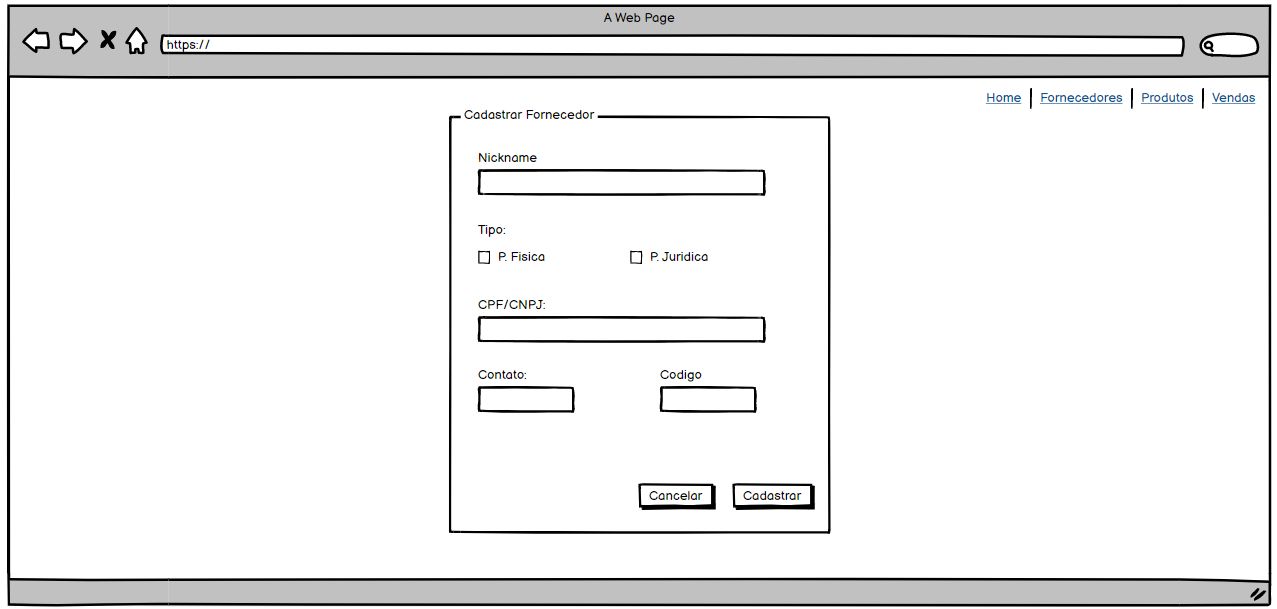 A Web Page
https://
Home Fornecedores Produtos Vendas
Cadastrar Fornecedor
Nickname
Tipo:
P. Fisica P. Juridica
CPF/CNPJ:
Contato: Codigo
Cancelar Cadastrar